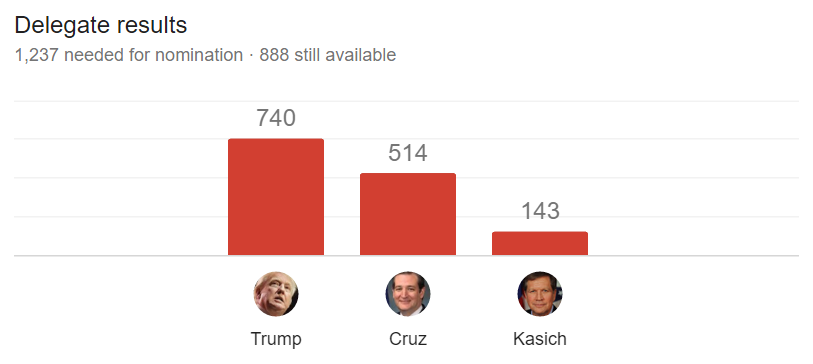 Delegate results
1,237 needed for nomination · 888 still available
740
514
143
Trump
Cruz
Kasich